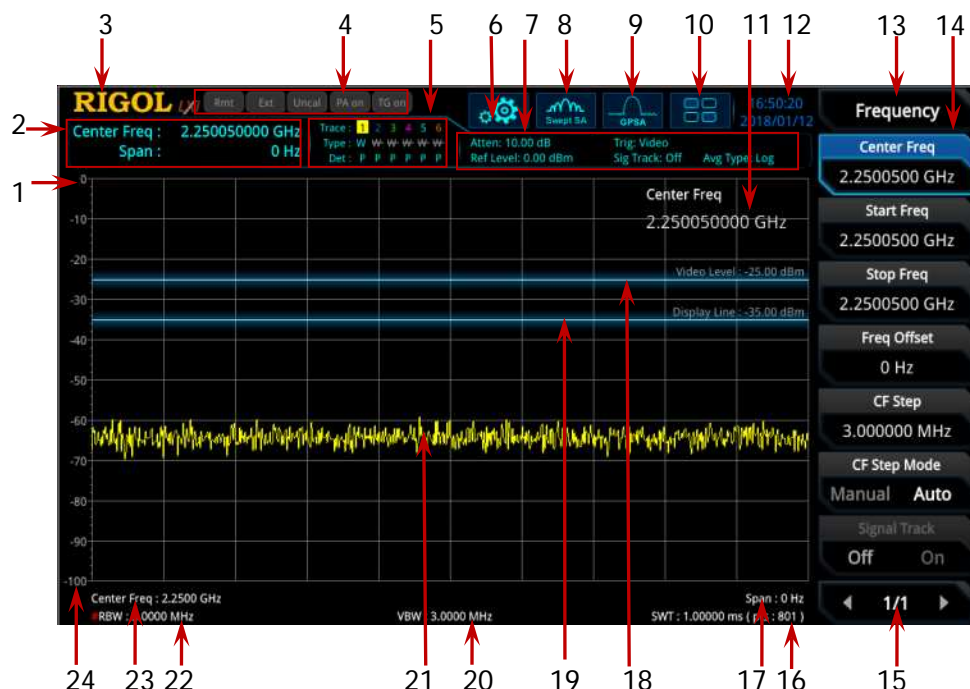 3 4 5 6 7 8 9 10 11 12 13 14
RIGOL LXI Rmt Ext Uncal PA on TG on
Swept SA GPSA
16:50:20
2018/01/12
Frequency
2
Center Freq : 2.250050000 GHz
Span : 0 Hz
Trace : 1 2 3 4 5 6
Type : W W W W W W
Det : P P P P P P
Atten: 10.00 dB Trig: Video
Ref Level: 0.00 dBm Sig Track: Off Avg Type: Log
1
0
-10
-20
-30
-40
-50
-60
-70
-80
-90
-100
Center Freq
2.250050000 GHz
Video Level : -25.00 dBm
Display Line : -35.00 dBm
Center Freq
2.2500500 GHz
Start Freq
2.2500500 GHz
Stop Freq
2.2500500 GHz
Freq Offset
0 Hz
CF Step
3.000000 MHz
CF Step Mode
Manual Auto
Signal Track
Off On
1/1
Center Freq : 2.2500 GHz Span : 0 Hz
RBW : .0000 MHz VBW : 3.0000 MHz SWT : 1.00000 ms ( : 801 )
24 23 22 21 20 19 18 17 16 15